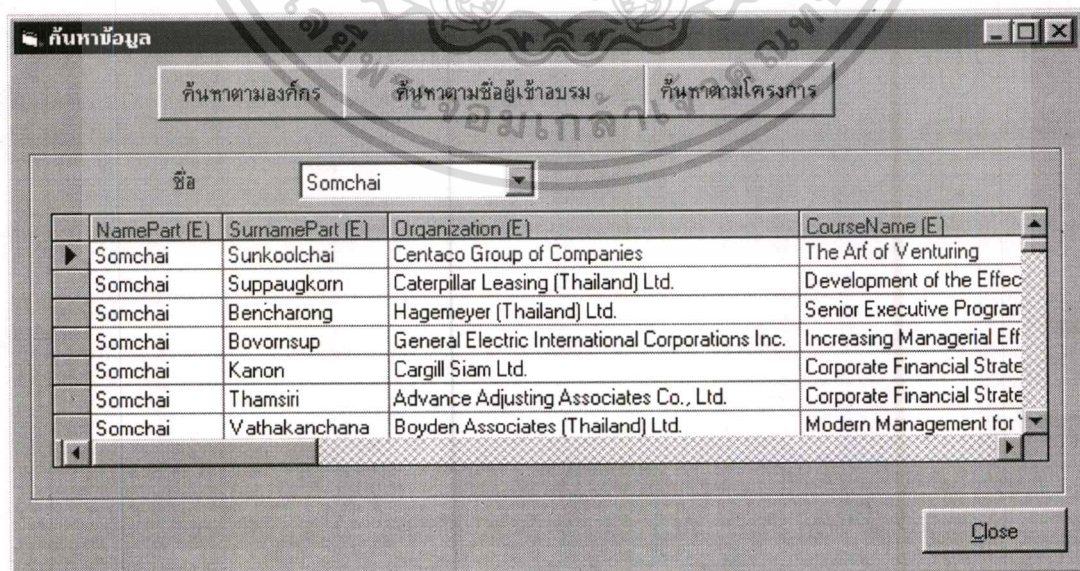 ค้นหาข้อมูล
ค้นหาตามองค์กร ค้นหาตามชื่อผู้เข้าอบรม ค้นหาตามโครงการ
ชื่อ Somchai
NamePart (E) SurnamePart (E) Organization (E) CourseName (E)
Somchai Sunkoolchai Centaco Group of Companies The Art of Venturing
Somchai Suppaugkorn Caterpillar Leasing (Thailand) Ltd. Development of the Effec
Somchai Bencharong Hagemeyer (Thailand) Ltd. Senior Executive Program
Somchai Bovornsup General Electric International Corporations Inc. Increasing Managerial Eff
Somchai Kanon Cargill Siam Ltd. Corporate Financial Strate
Somchai Thamsiri Advance Adjusting Associates Co., Ltd. Corporate Financial Strate
Somchai Vathakanchana Boyden Associates (Thailand) Ltd. Modern Management for
Close